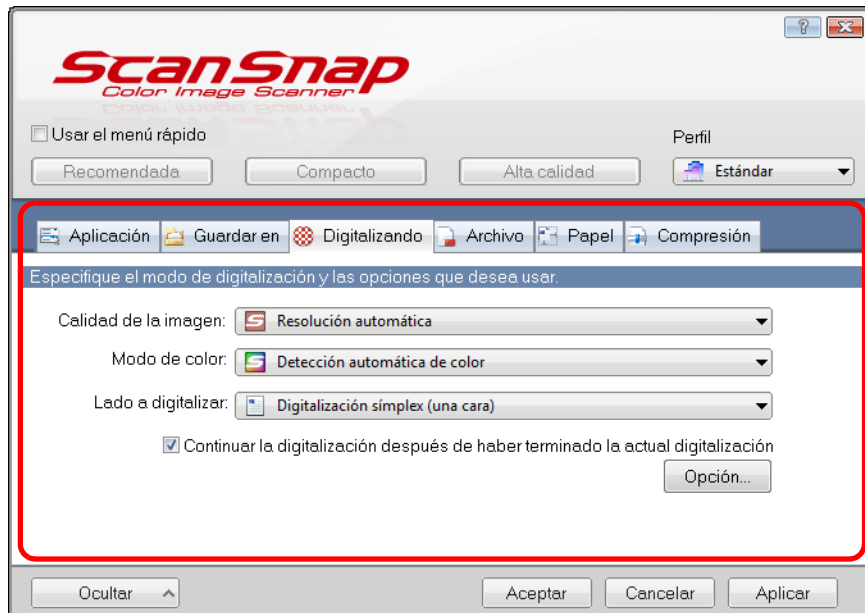 ScanSnap
Color Image Scanner
Usar el menú rápido
Perfil
Recomendada Compacto Alta calidad Estándar
Aplicación Guardar en Digitalizando Archivo Papel Compresión
Especifique el modo de digitalización y las opciones que desea usar.
Calidad de la imagen: Resolución automática
Modo de color: Detección automática de color
Lado a digitalizar: Digitalización símplex (una cara)
Continuar la digitalización después de haber terminado la actual digitalización
Opción...
Ocultar Aceptar Cancelar Aplicar